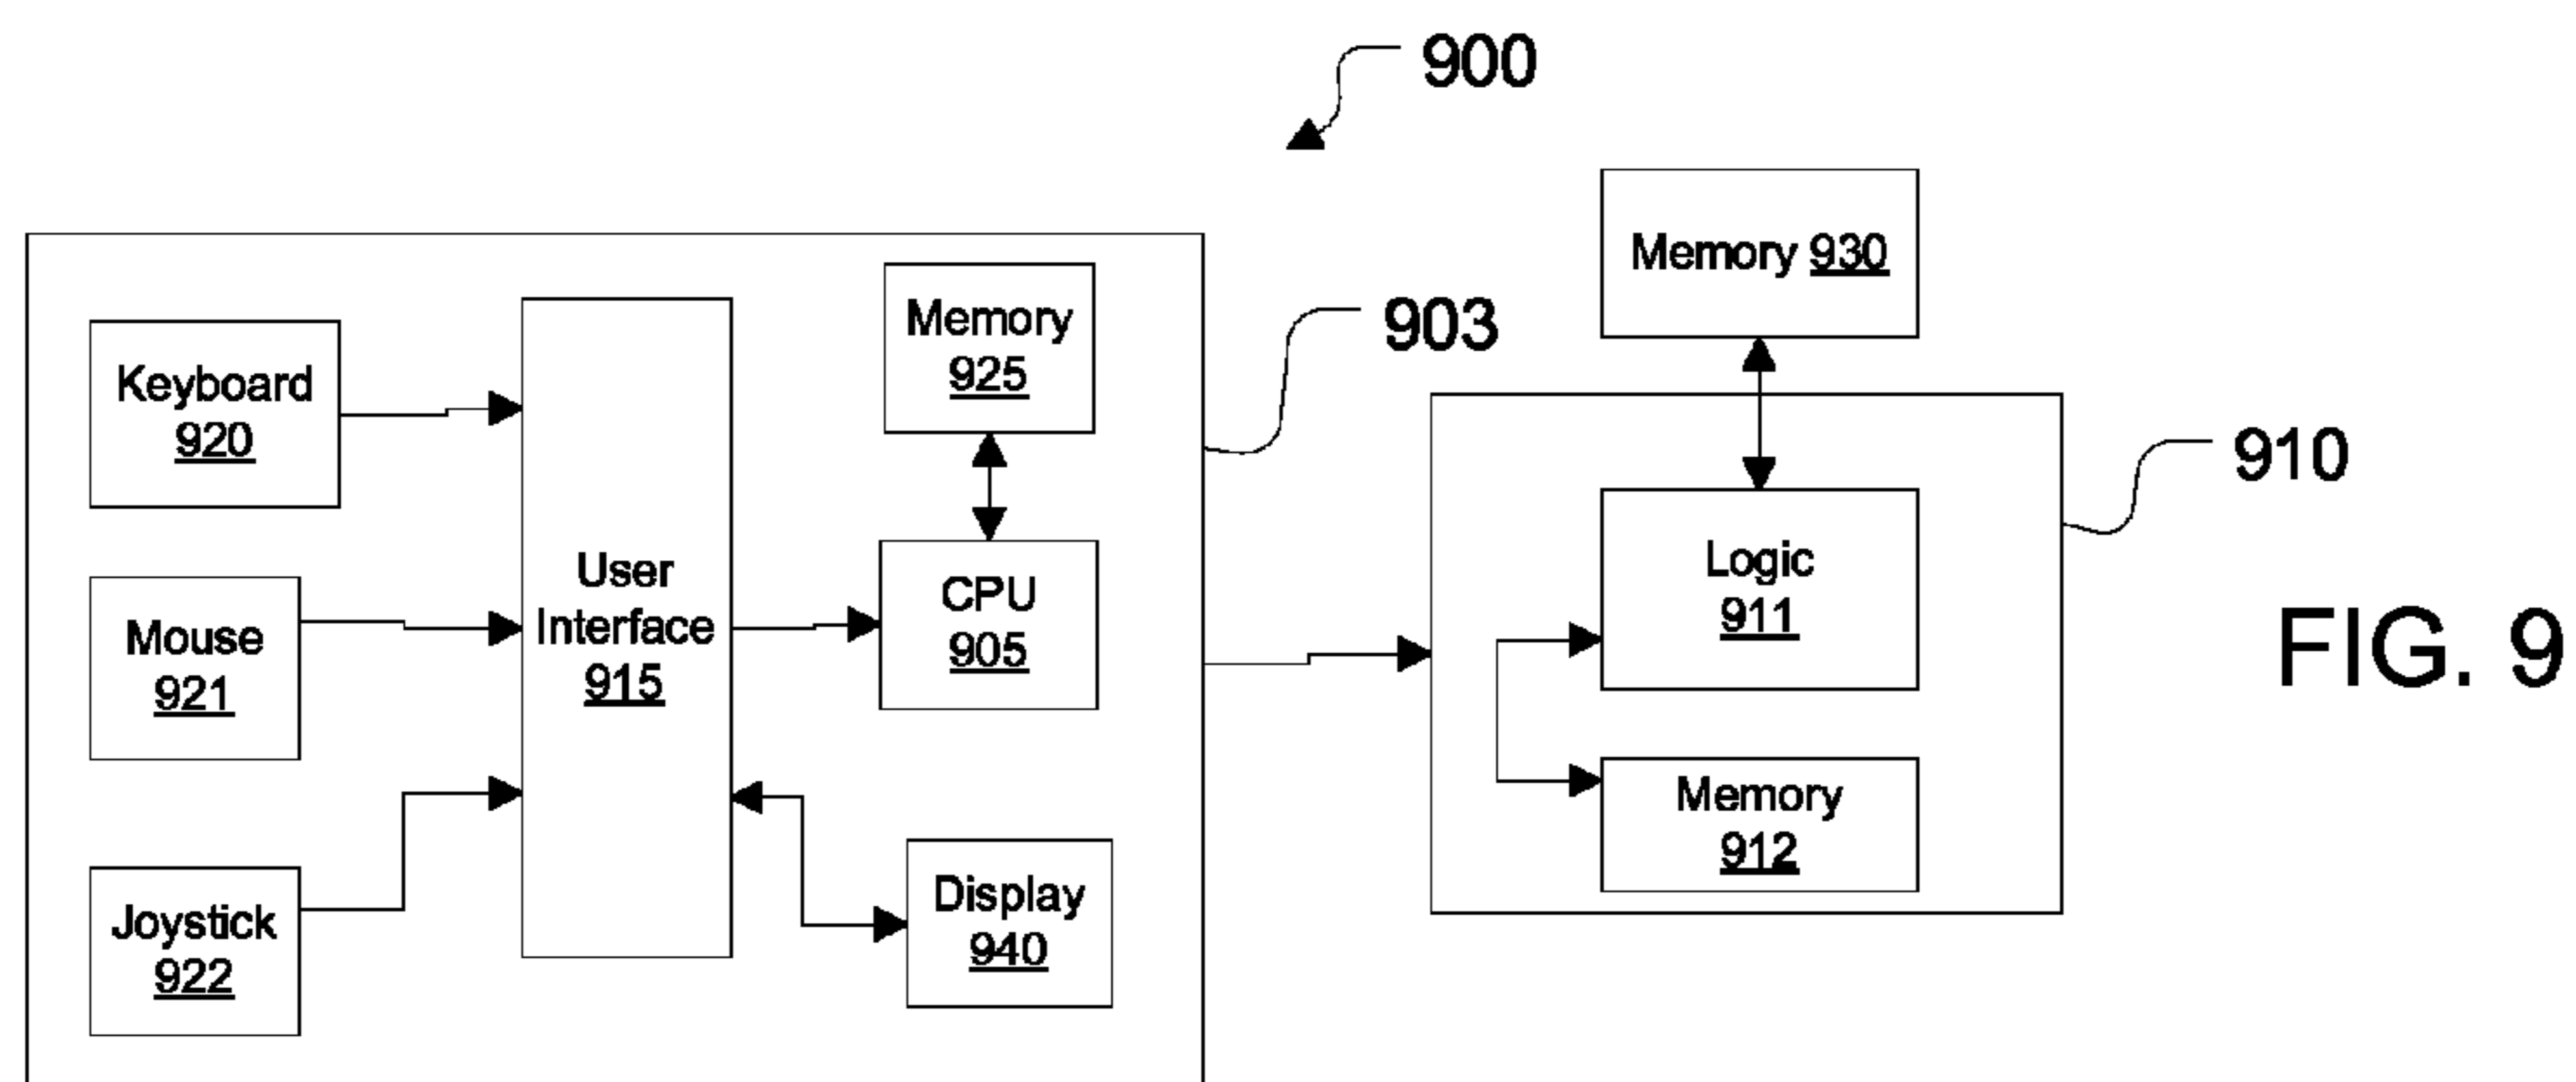 900
Memory 930
903
Memory
925
Keyboard
920
910
User
Interface
915
CPU
905
Logic
911
Mouse
921
FIG. 9
Memory
912
Display
940
Joystick
922